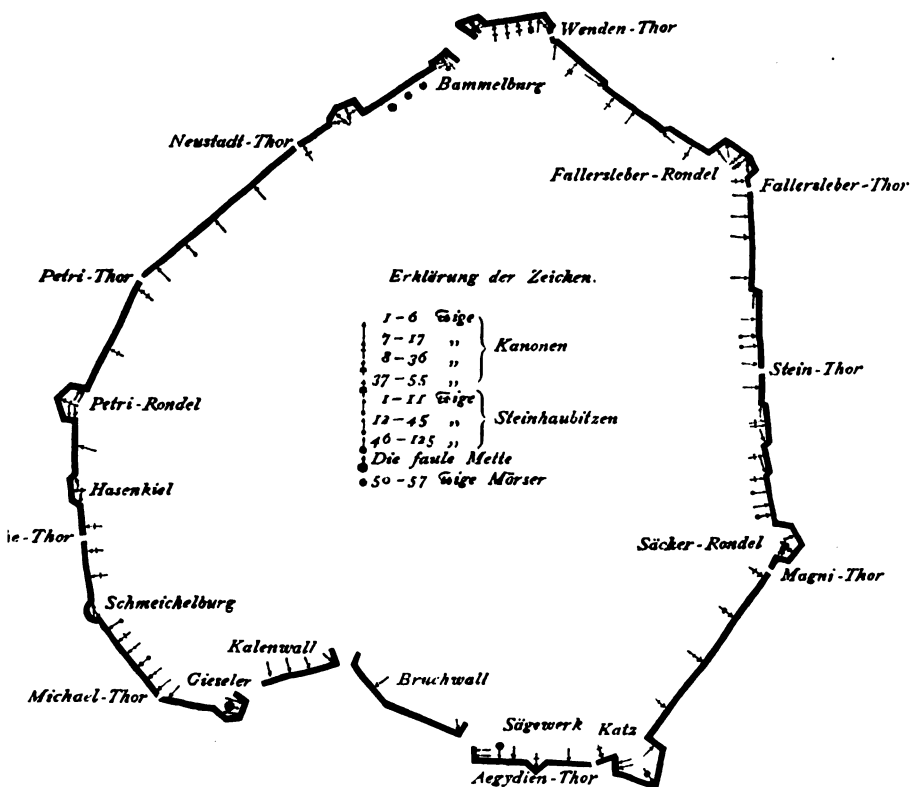 Wenden-Thor
Bammelburg
Neustadt-Thor
Fallersleber-Rondel
Fallersleber-Thor
Petri-Thor
Erklärung der Zeichen.
1-6 ℔ige
7-17 „
8-36 „
37-55 „
Kanonen
1-11 ℔ige
12-45 „
46-125 „
Steinhaubitzen
Die faule Mette
50-57 ℔ige Mörser
Stein-Thor
Petri-Rondel
Hasenkiel
ie-Thor
Säcker-Rondel
Magni-Thor
Schmeichelburg
Kalenwall
Gieseler
Bruchwall
Michael-Thor
Sägewerk
Katz
Aegydien-Thor